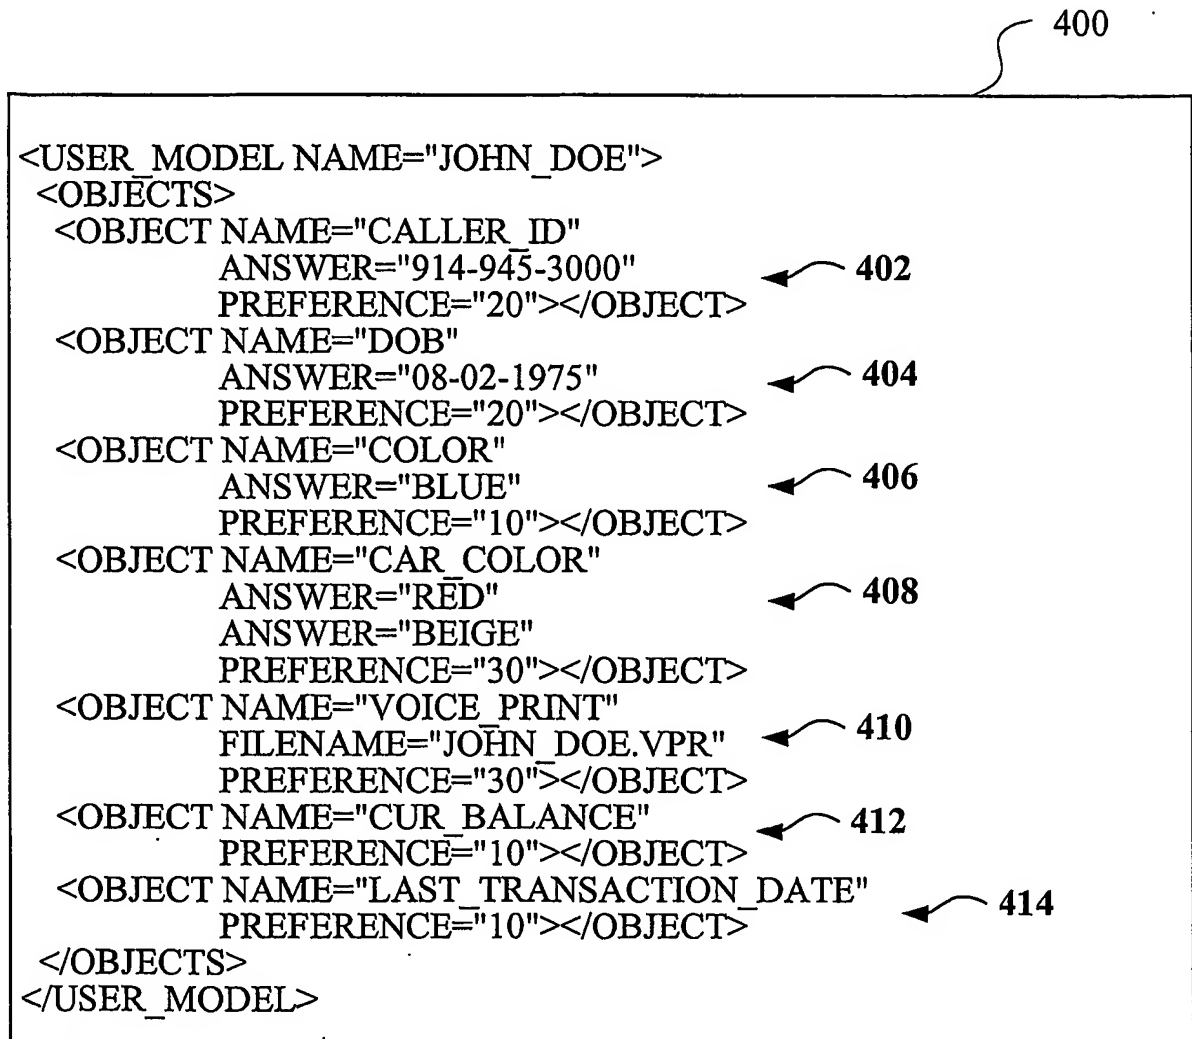 400
<USER_MODEL NAME="JOHN_DOE">
<OBJECTS>
<OBJECT NAME="CALLER_ID"
ANSWER="914-945-3000" 402
PREFERENCE="20"></OBJECT>
<OBJECT NAME="DOB"
ANSWER="08-02-1975" 404
PREFERENCE="20"></OBJECT>
<OBJECT NAME="COLOR"
ANSWER="BLUE" 406
PREFERENCE="10"></OBJECT>
<OBJECT NAME="CAR_COLOR"
ANSWER="RED" 408
ANSWER="BEIGE"
PREFERENCE="30"></OBJECT>
<OBJECT NAME="VOICE_PRINT"
FILENAME="JOHN_DOE.VPR" 410
PREFERENCE="30"></OBJECT>
<OBJECT NAME="CUR_BALANCE" 412
PREFERENCE="10"></OBJECT>
<OBJECT NAME="LAST_TRANSACTION_DATE" 414
PREFERENCE="10"></OBJECT>
</OBJECTS>
</USER_MODEL>